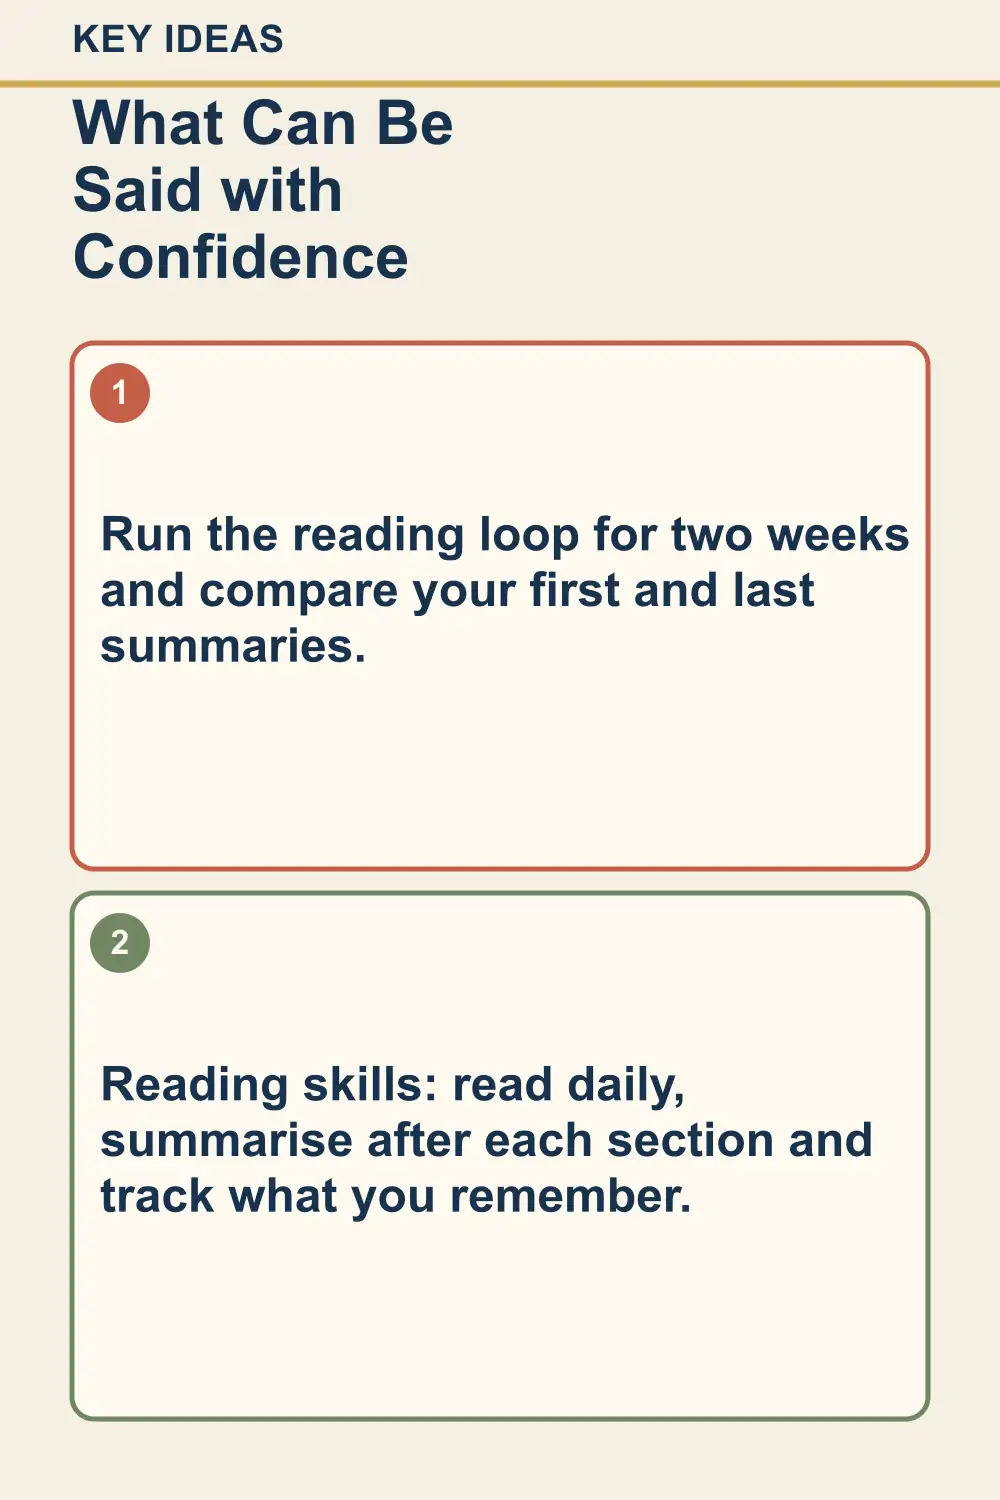 KEY IDEAS
What Can Be
Said with
Confidence
1
Run the reading loop for two weeks
and compare your first and last
summaries.
2
Reading skills: read daily,
summarise after each section and
track what you remember.